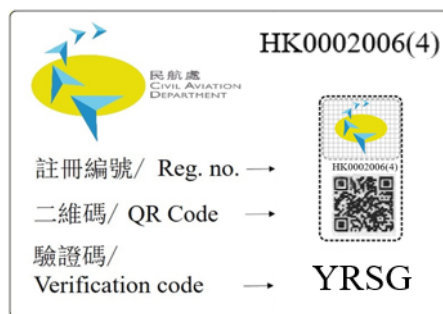 HK0002006(4)
民航處
CIVIL AVIATION
DEPARTMENT
註冊編號/ Reg. no.
HK0002006(4)
二維碼/ QR Code
驗證碼/
Verification code
YRSG